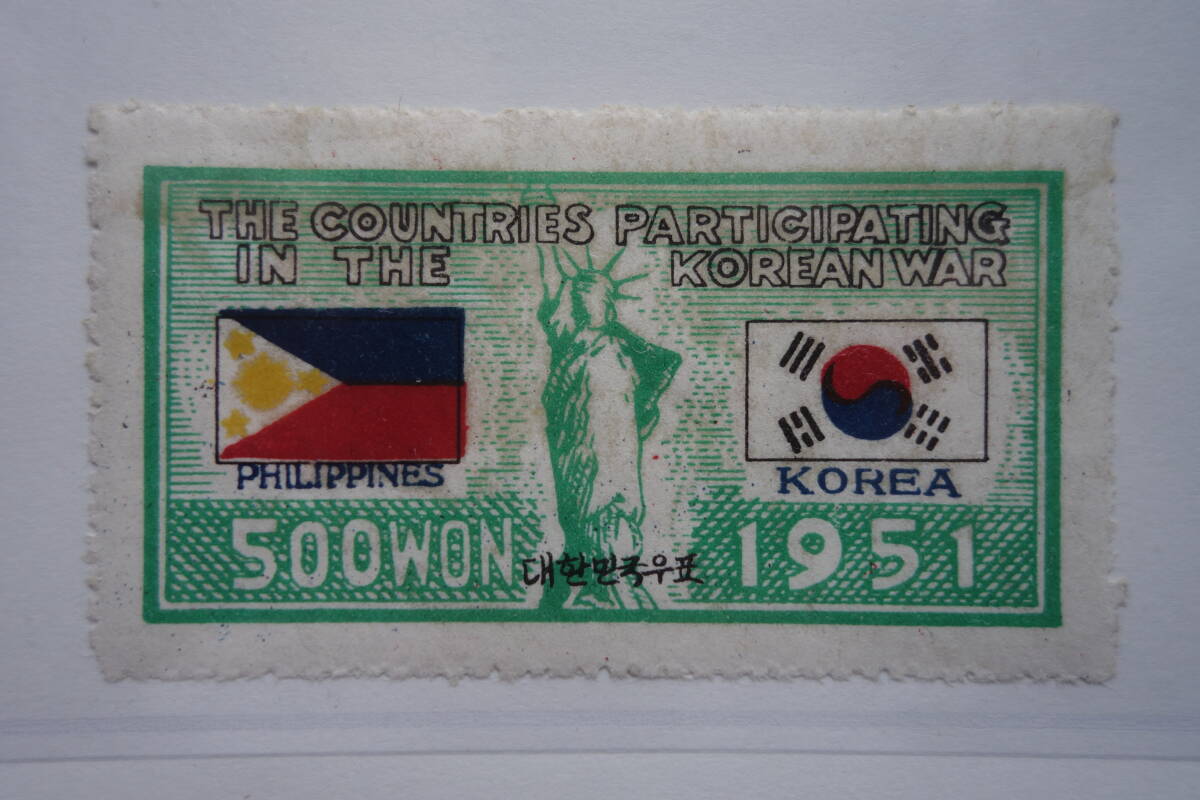 THE COUNTRIES PARTICIPATING
IN THE KOREAN WAR
PHILIPPINES
KOREA
500WON
대한민국우표
1951